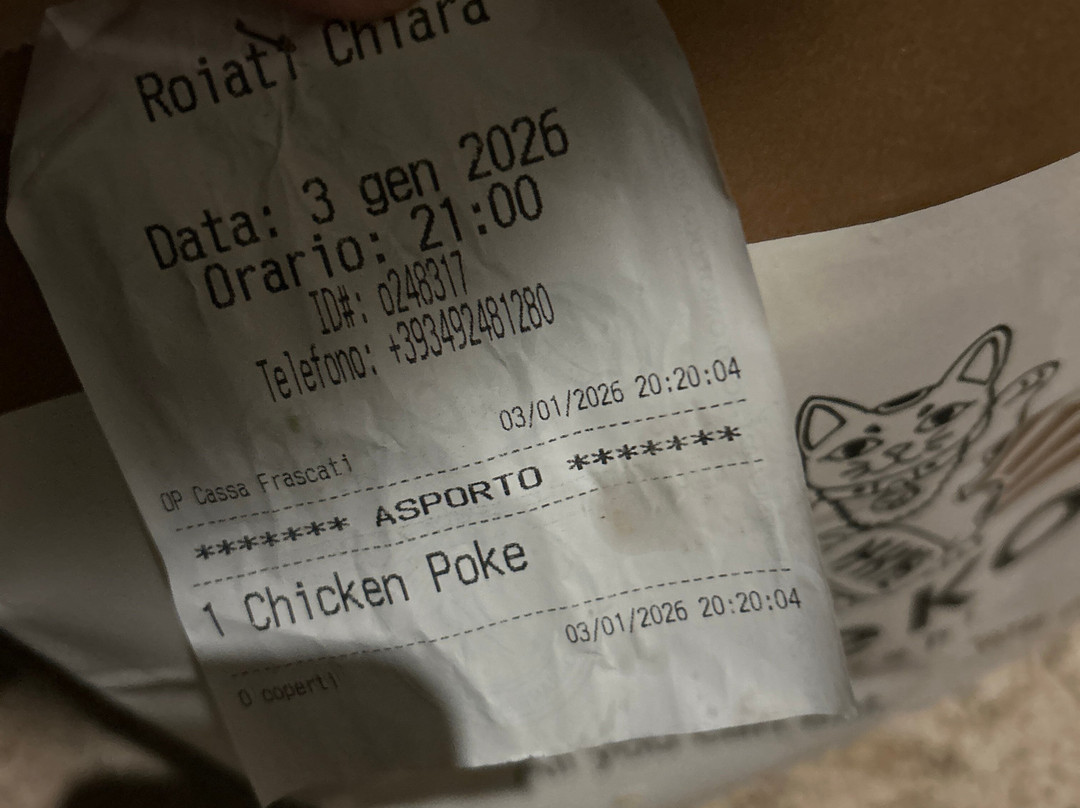 Roiati Chiara
Data: 3 gen 2026
Orario: 21:00
ID#: o248317
Telefono: +393492481280
03/01/2026 20:20:04
OP Cassa Frascati
******* ASPORTO *******
1 Chicken Poke
03/01/2026 20:20:04
0 coperti